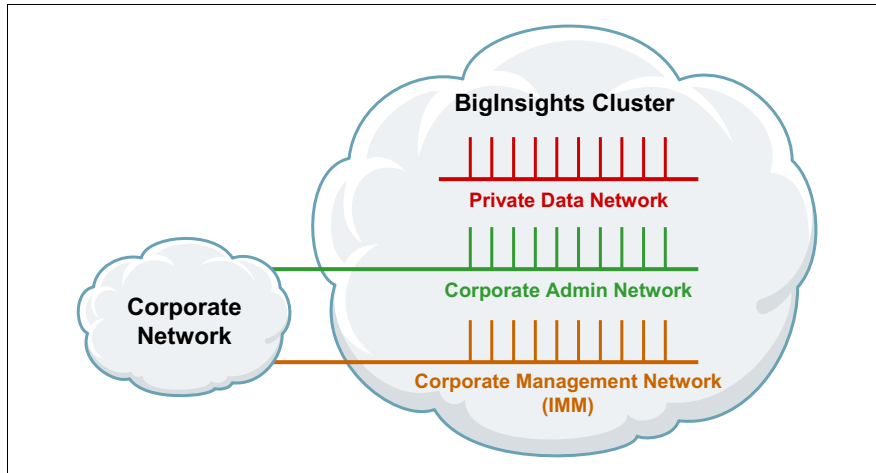 BigInsights Cluster
Private Data Network
Corporate Admin Network
Corporate
Network
Corporate Management Network
(IMM)